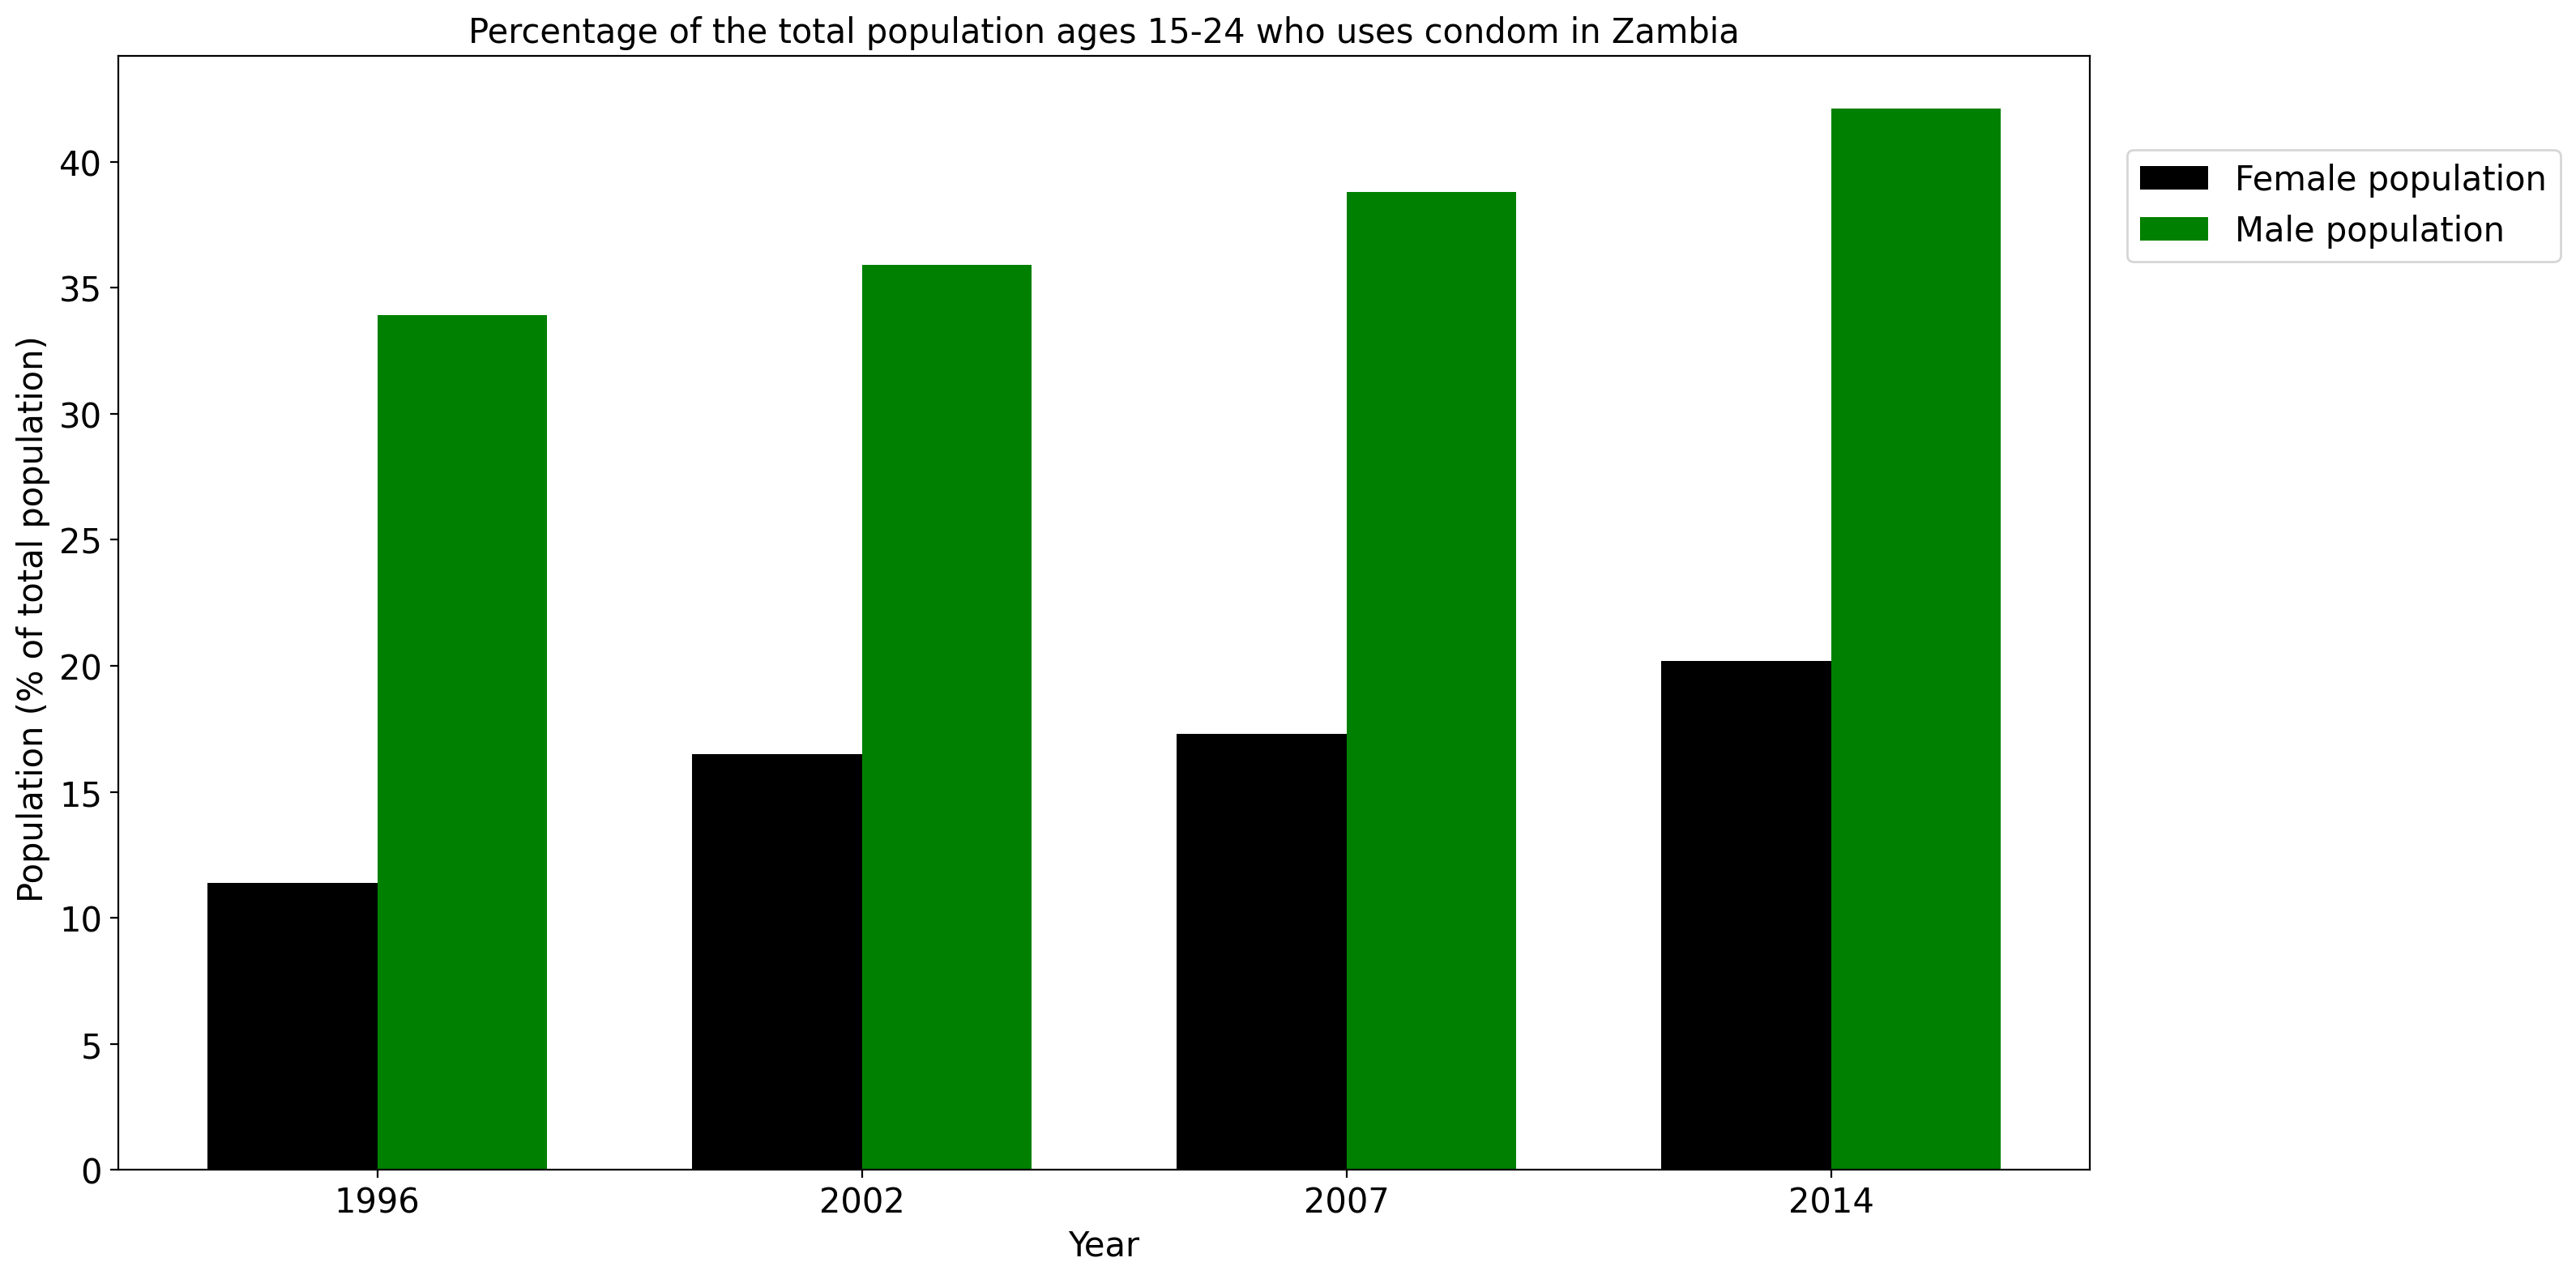 Percentage of the total population ages 15-24 who uses condom in Zambia
Population (% of total population)
40
35
30
25
20
15
10
5
0
1996 2002 2007 2014
Year
Female population
Male population